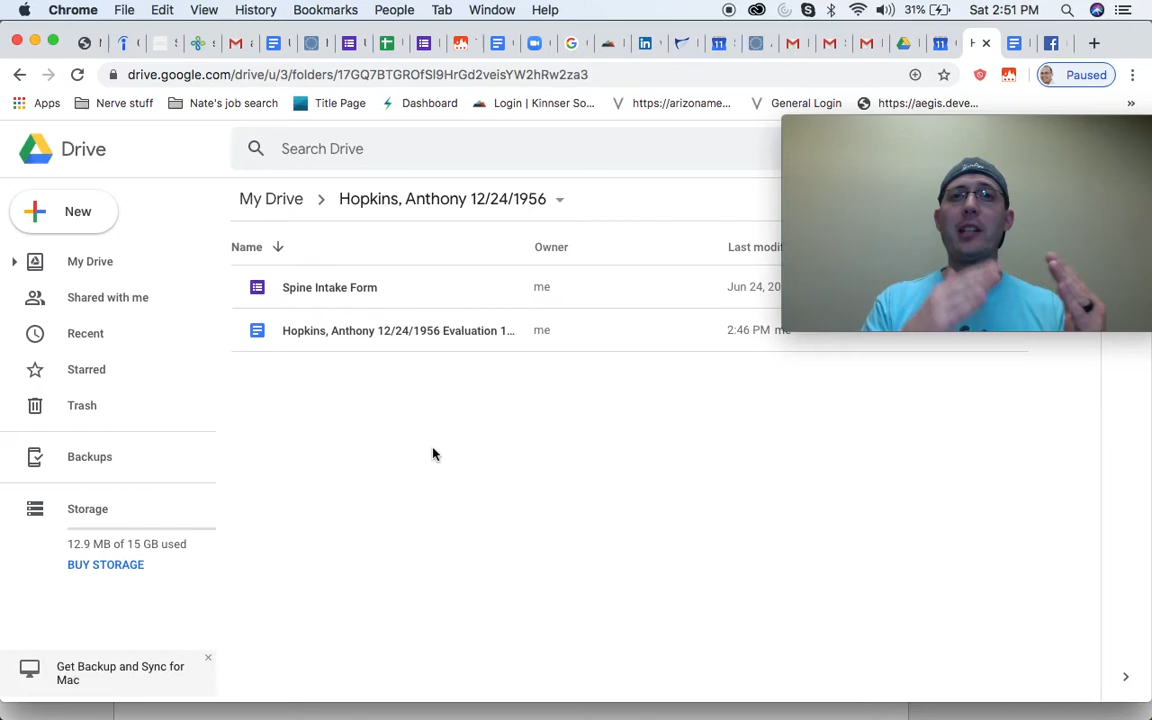 Chrome File Edit View History Bookmarks People Tab Window Help 31% Sat 2:51 PM
drive.google.com/drive/u/3/folders/17GQ7BTGROfSl9HrGd2veisYW2hRw2za3 Paused
Apps Nerve stuff Nate's job search Title Page Dashboard Login | Kinnser So... https://arizoname... General Login https://aegis.deve... »
Drive Search Drive
New My Drive Hopkins, Anthony 12/24/1956
Name Owner Last modif
My Drive
Spine Intake Form me Jun 24, 20
Shared with me
Hopkins, Anthony 12/24/1956 Evaluation 1... me 2:46 PM me
Recent
Starred
Trash
Backups
Storage
12.9 MB of 15 GB used
BUY STORAGE
Get Backup and Sync for
Mac